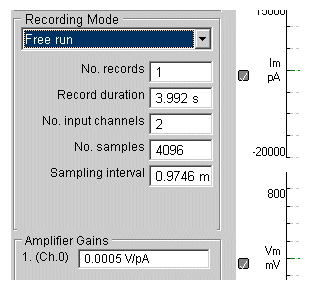 Recording Mode
Free run
No. records 1
Record duration 3.992 s
No. input channels 2
No. samples 4096
Sampling interval 0.9746 m
Amplifier Gains
1. (Ch.0) 0.0005 V/pA
15000
Im
pA
-20000
800
Vm
mV